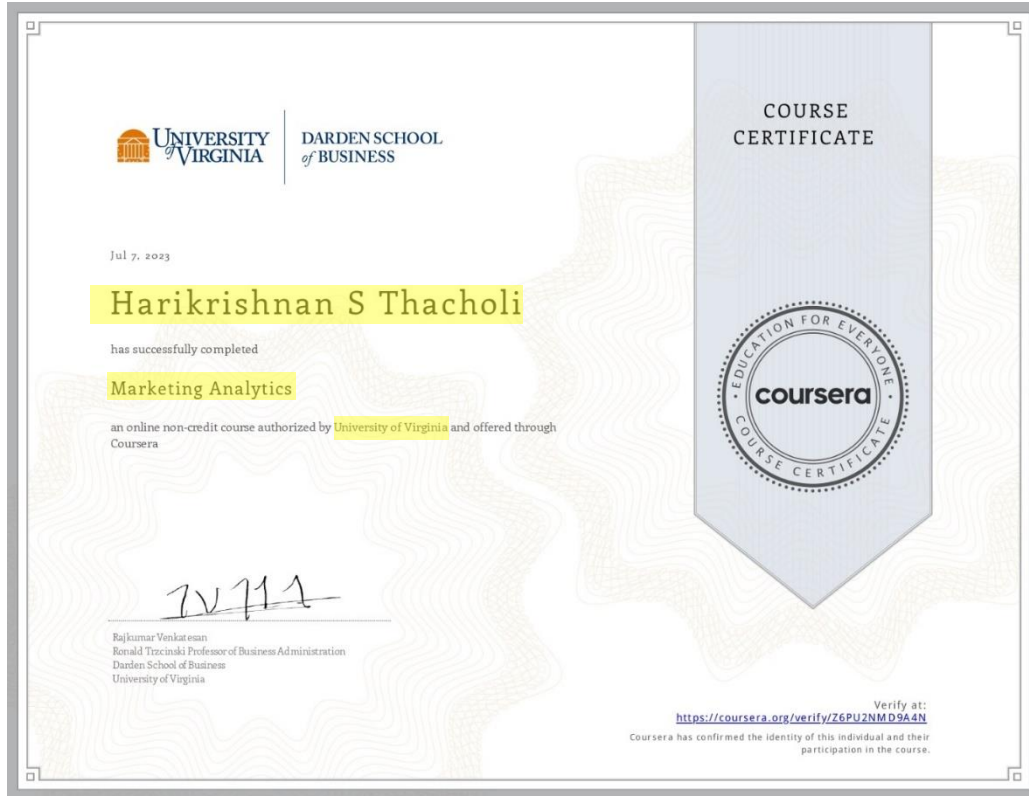 UNIVERSITY
of VIRGINIA
DARDEN SCHOOL
of BUSINESS
COURSE
CERTIFICATE
Jul 7, 2023
Harikrishnan S Thacholi
has successfully completed
Marketing Analytics
an online non-credit course authorized by University of Virginia and offered through
Coursera
EDUCATION FOR EVERYONE
coursera
COURSE CERTIFICATE
Rajkumar Venkatesan
Ronald Trzcinski Professor of Business Administration
Darden School of Business
University of Virginia
Verify at:
https://coursera.org/verify/Z6PU2NMD9A4N
Coursera has confirmed the identity of this individual and their
participation in the course.